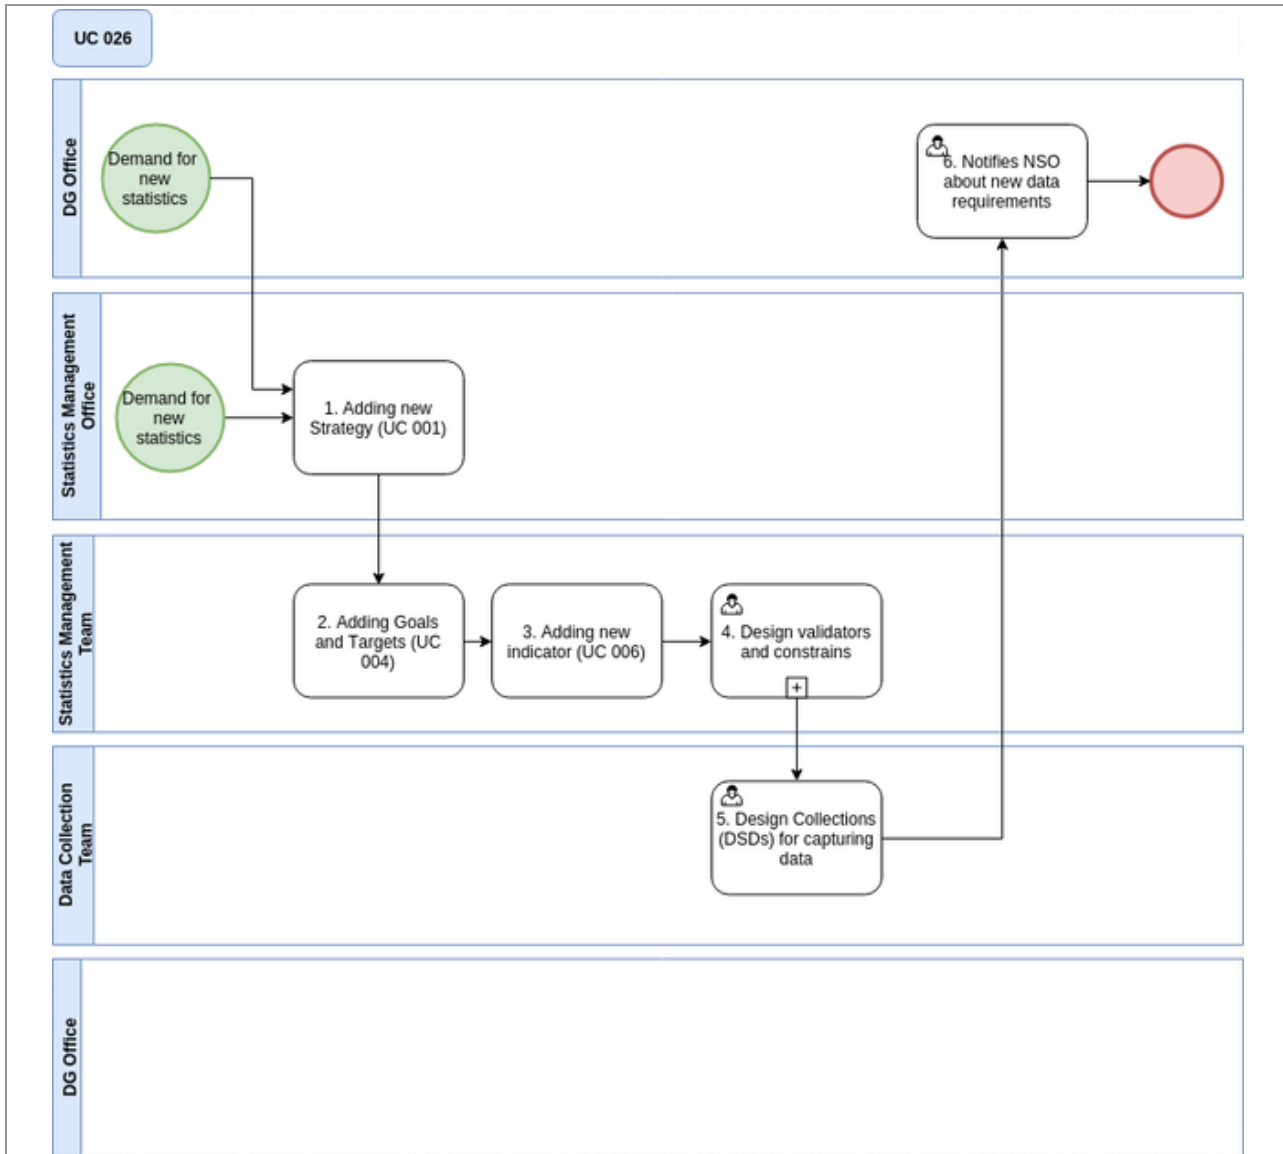 UC 026
DG Office
Demand for
new
statistics
6. Notifies NSO
about new data
requirements
Statistics Management
Office
Demand for
new
statistics
1. Adding new
Strategy (UC 001)
Statistics Management
Team
2. Adding Goals
and Targets (UC
004)
3. Adding new
indicator (UC 006)
4. Design validators
and constrains
Data Collection
Team
5. Design Collections
(DSDs) for capturing
data
DG Office